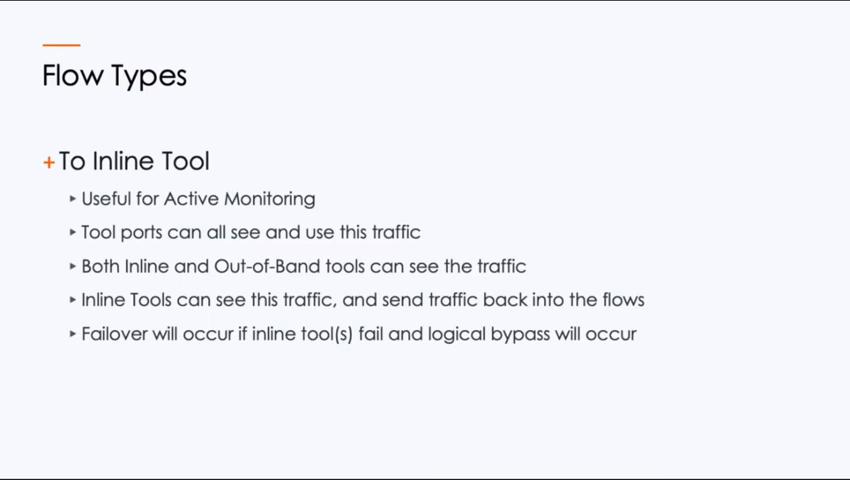 Flow Types
+ To Inline Tool
▸ Useful for Active Monitoring
▸ Tool ports can all see and use this traffic
▸ Both Inline and Out-of-Band tools can see the traffic
▸ Inline Tools can see this traffic, and send traffic back into the flows
▸ Failover will occur if inline tool(s) fail and logical bypass will occur